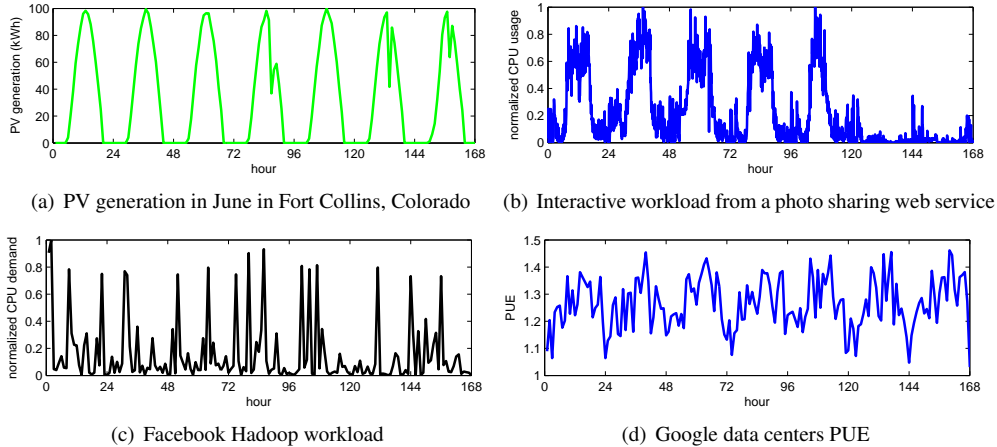 100
80
60
40
20
0
PV generation (kWh)
0 24 48 72 96 120 144 168
hour
(a) PV generation in June in Fort Collins, Colorado
1
0.8
0.6
0.4
0.2
0
normalized CPU usage
0 24 48 72 96 120 144 168
hour
(b) Interactive workload from a photo sharing web service
1
0.8
0.6
0.4
0.2
0
normalized CPU demand
0 24 48 72 96 120 144 168
hour
(c) Facebook Hadoop workload
1.5
1.4
1.3
1.2
1.1
1
PUE
0 24 48 72 96 120 144 168
hour
(d) Google data centers PUE